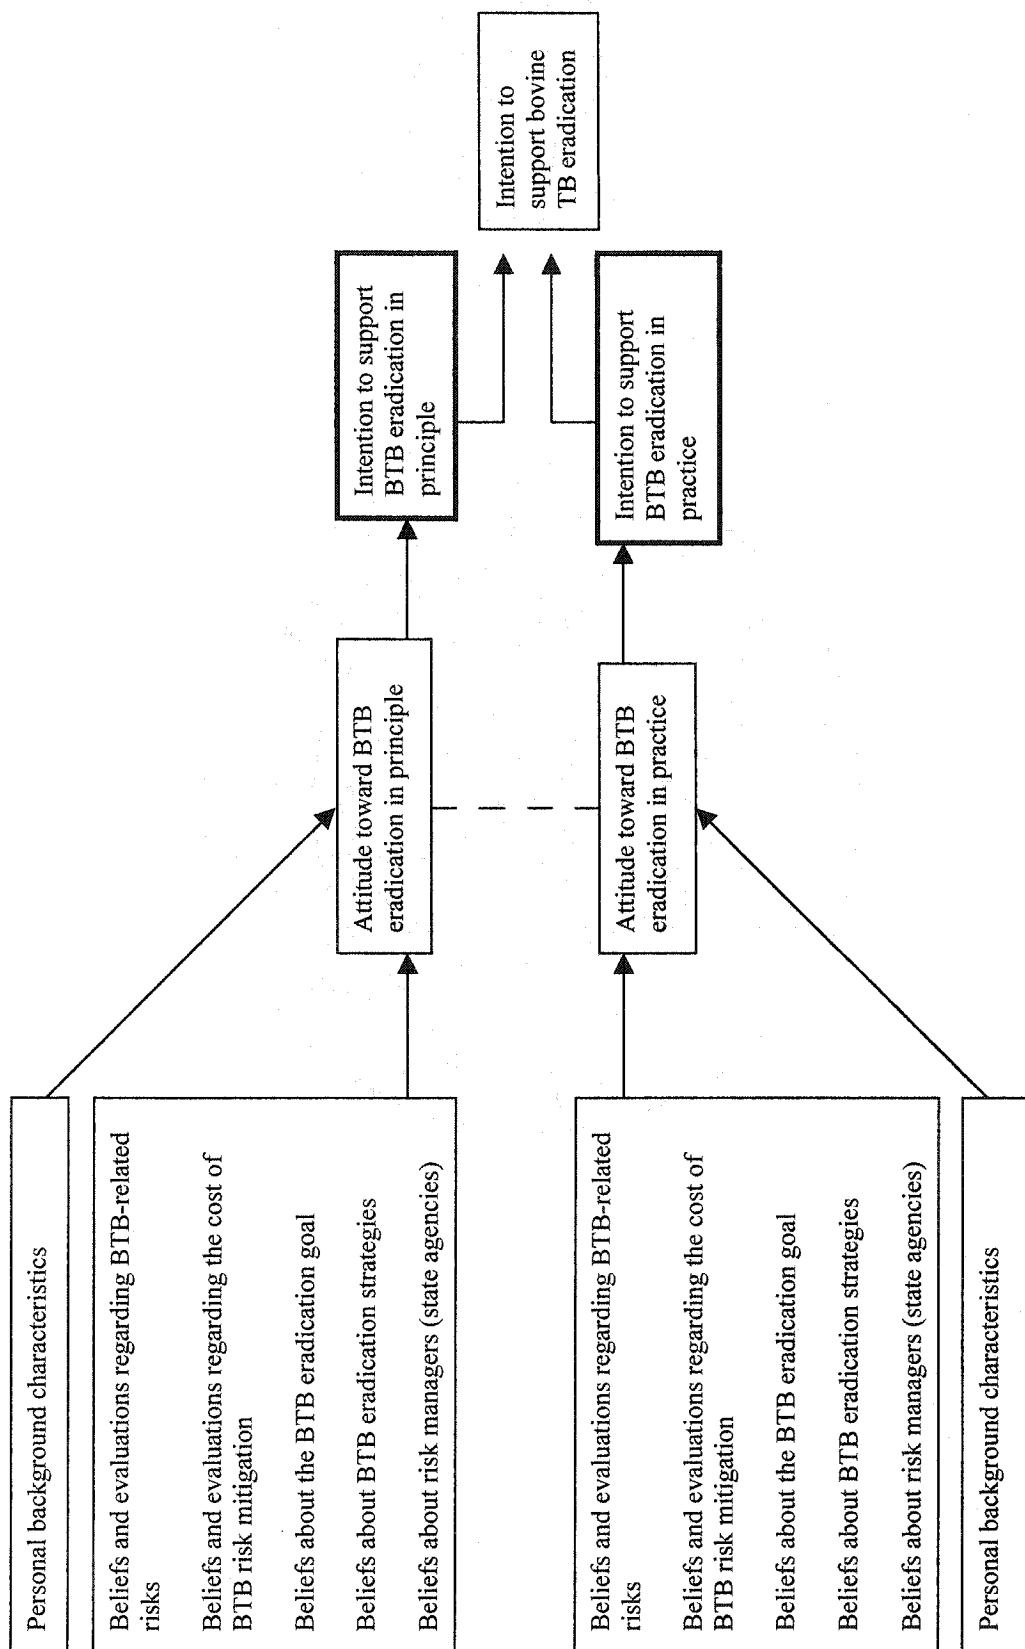 Personal background characteristics
Beliefs and evaluations regarding BTB-related
risks
Beliefs and evaluations regarding the cost of
BTB risk mitigation
Beliefs about the BTB eradication goal
Beliefs about BTB eradication strategies
Beliefs about risk managers (state agencies)
Attitude toward BTB
eradication in principle
Intention to support
BTB eradication in
principle
Intention to
support bovine
TB eradication
Beliefs and evaluations regarding BTB-related
risks
Beliefs and evaluations regarding the cost of
BTB risk mitigation
Beliefs about the BTB eradication goal
Beliefs about BTB eradication strategies
Beliefs about risk managers (state agencies)
Attitude toward BTB
eradication in practice
Intention to support
BTB eradication in
practice
Personal background characteristics